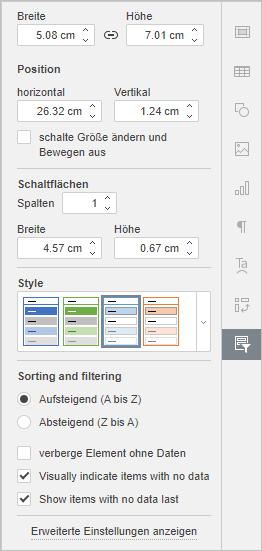 Breite Höhe
5.08 cm 7.01 cm
Position
horizontal Vertikal
26.32 cm 1.24 cm
schalte Größe ändern und
Bewegen aus
Schaltflächen
Spalten 1
Breite Höhe
4.57 cm 0.67 cm
Style
Sorting and filtering
Aufsteigend (A bis Z)
Absteigend (Z bis A)
verberge Element ohne Daten
Visually indicate items with no data
Show items with no data last
Erweiterte Einstellungen anzeigen